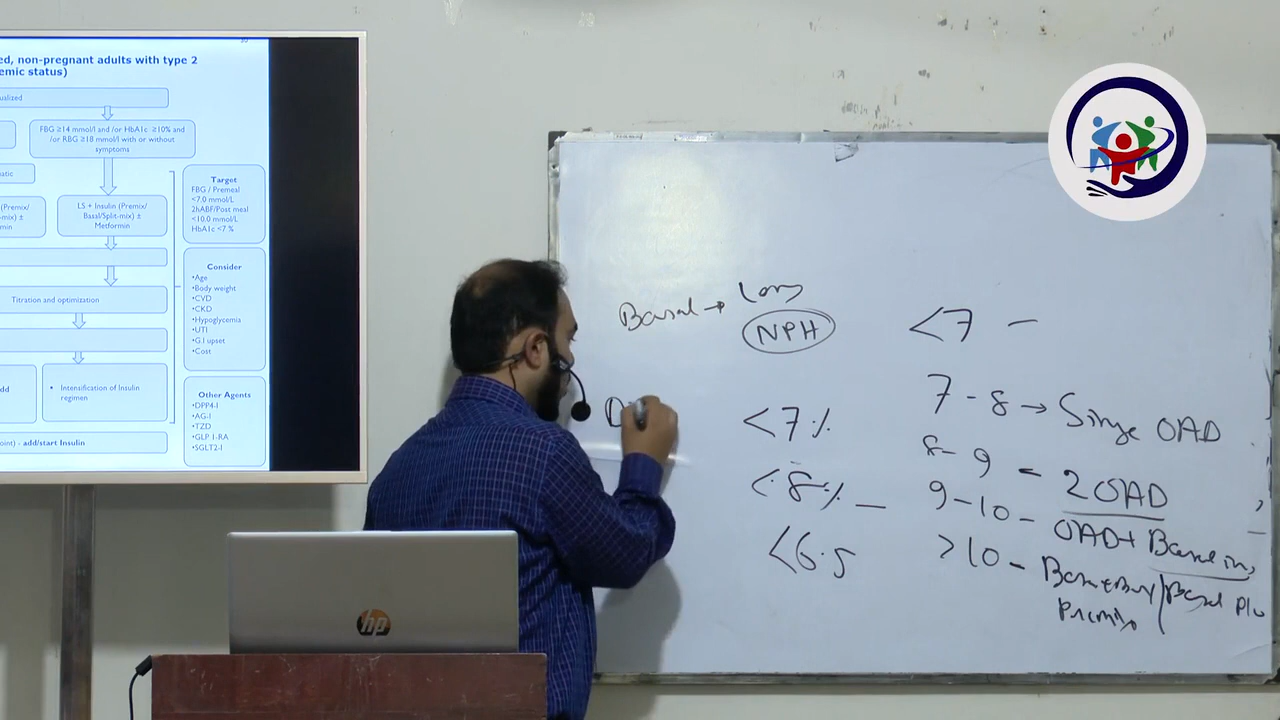 ed, non-pregnant adults with type 2
emic status)
ualized
FBG ≥14 mmol/l and /or HbA1c ≥10% and
/or RBG ≥18 mmol/l with or without
symptoms
atic
(Premix/
-mix) ±
min
LS + Insulin (Premix/
Basal/Split-mix) ±
Metformin
Target
FBG / Premeal
<7.0 mmol/L
2hABF/Post meal
<10.0 mmol/L
HbA1c <7 %
Titration and optimization
Consider
•Age
•Body weight
•CVD
•CKD
•Hypoglycemia
•UTI
•G.I upset
•Cost
dd
• Intensification of Insulin
regimen
Other Agents
•DPP4-I
•AG-I
•TZD
•GLP 1-RA
•SGLT2-I
oint) - add/start Insulin
Basal → long
NPH
<7 %
<8 % –
<6.5
<7 –
7-8 → Single OAD
8-9 = 2 OAD
9-10 – OAD+ Basal in
>10 – / Basal Plu
hp